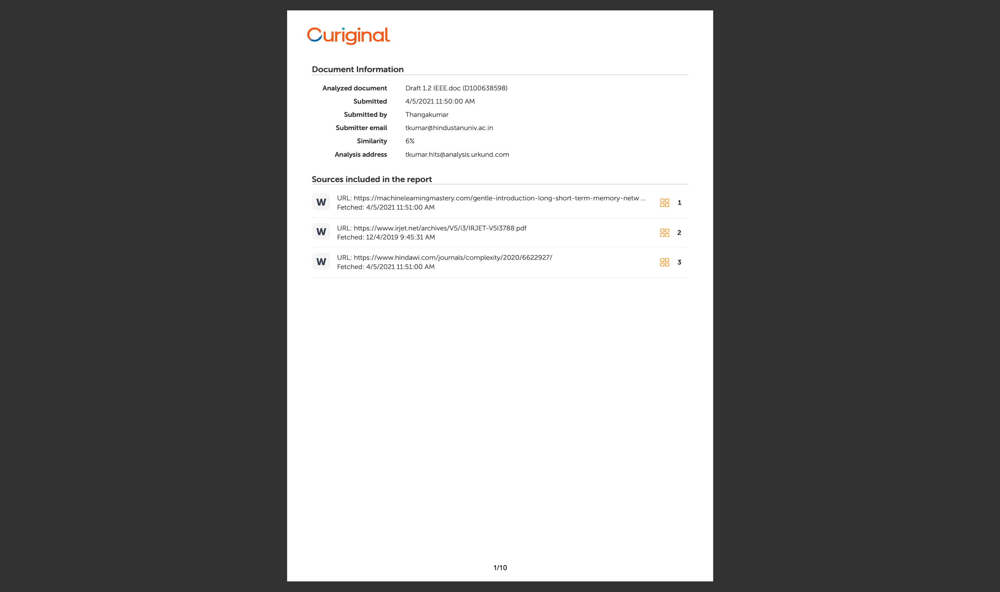 Ouriginal
Document Information
Analyzed document Draft 1.2 IEEE.doc (D100638598)
Submitted 4/5/2021 11:50:00 AM
Submitted by Thangakumar
Submitter email tkumar@hindustanuniv.ac.in
Similarity 6%
Analysis address tkumar.hits@analysis.urkund.com
Sources included in the report
W URL: https://machinelearningmastery.com/gentle-introduction-long-short-term-memory-netw ... 1
Fetched: 4/5/2021 11:51:00 AM
W URL: https://www.irjet.net/archives/V5/i3/IRJET-V5I3788.pdf 2
Fetched: 12/4/2019 9:45:31 AM
W URL: https://www.hindawi.com/journals/complexity/2020/6622927/ 3
Fetched: 4/5/2021 11:51:00 AM
1/10